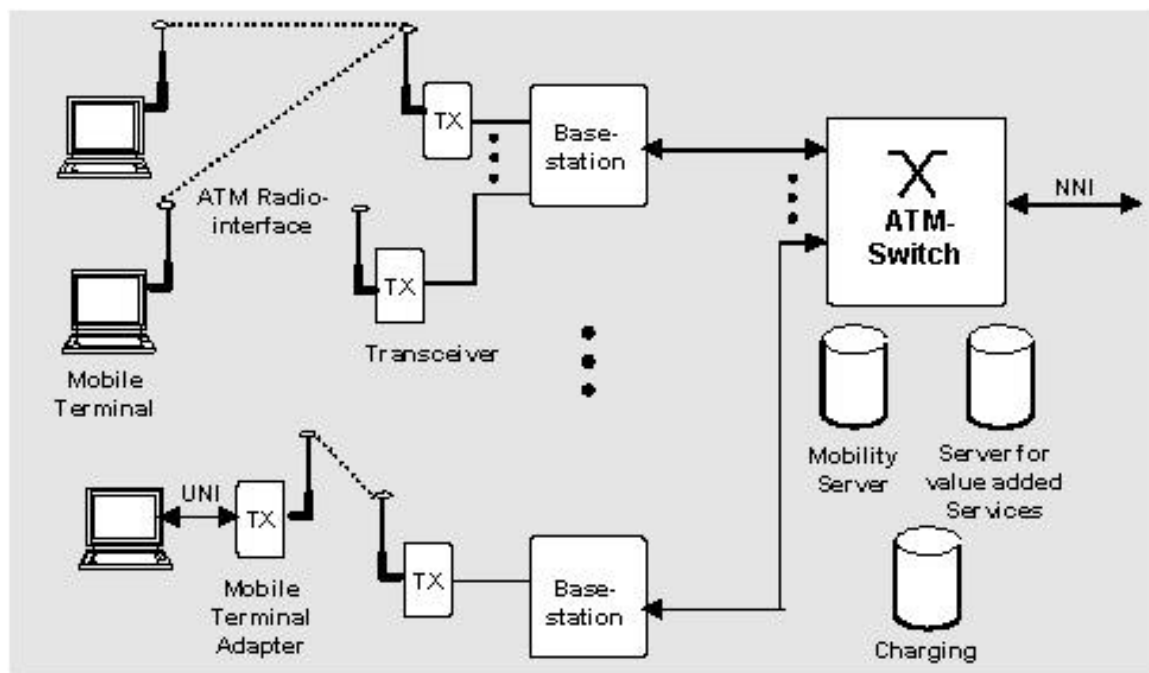 TX
Base-
station
NNI
ATM-
Switch
ATM Radio-
interface
TX
Transceiver
Mobile
Terminal
Mobility
Server
Server for
value added
Services
UNI
TX
TX
Base-
station
Mobile
Terminal
Adapter
Charging